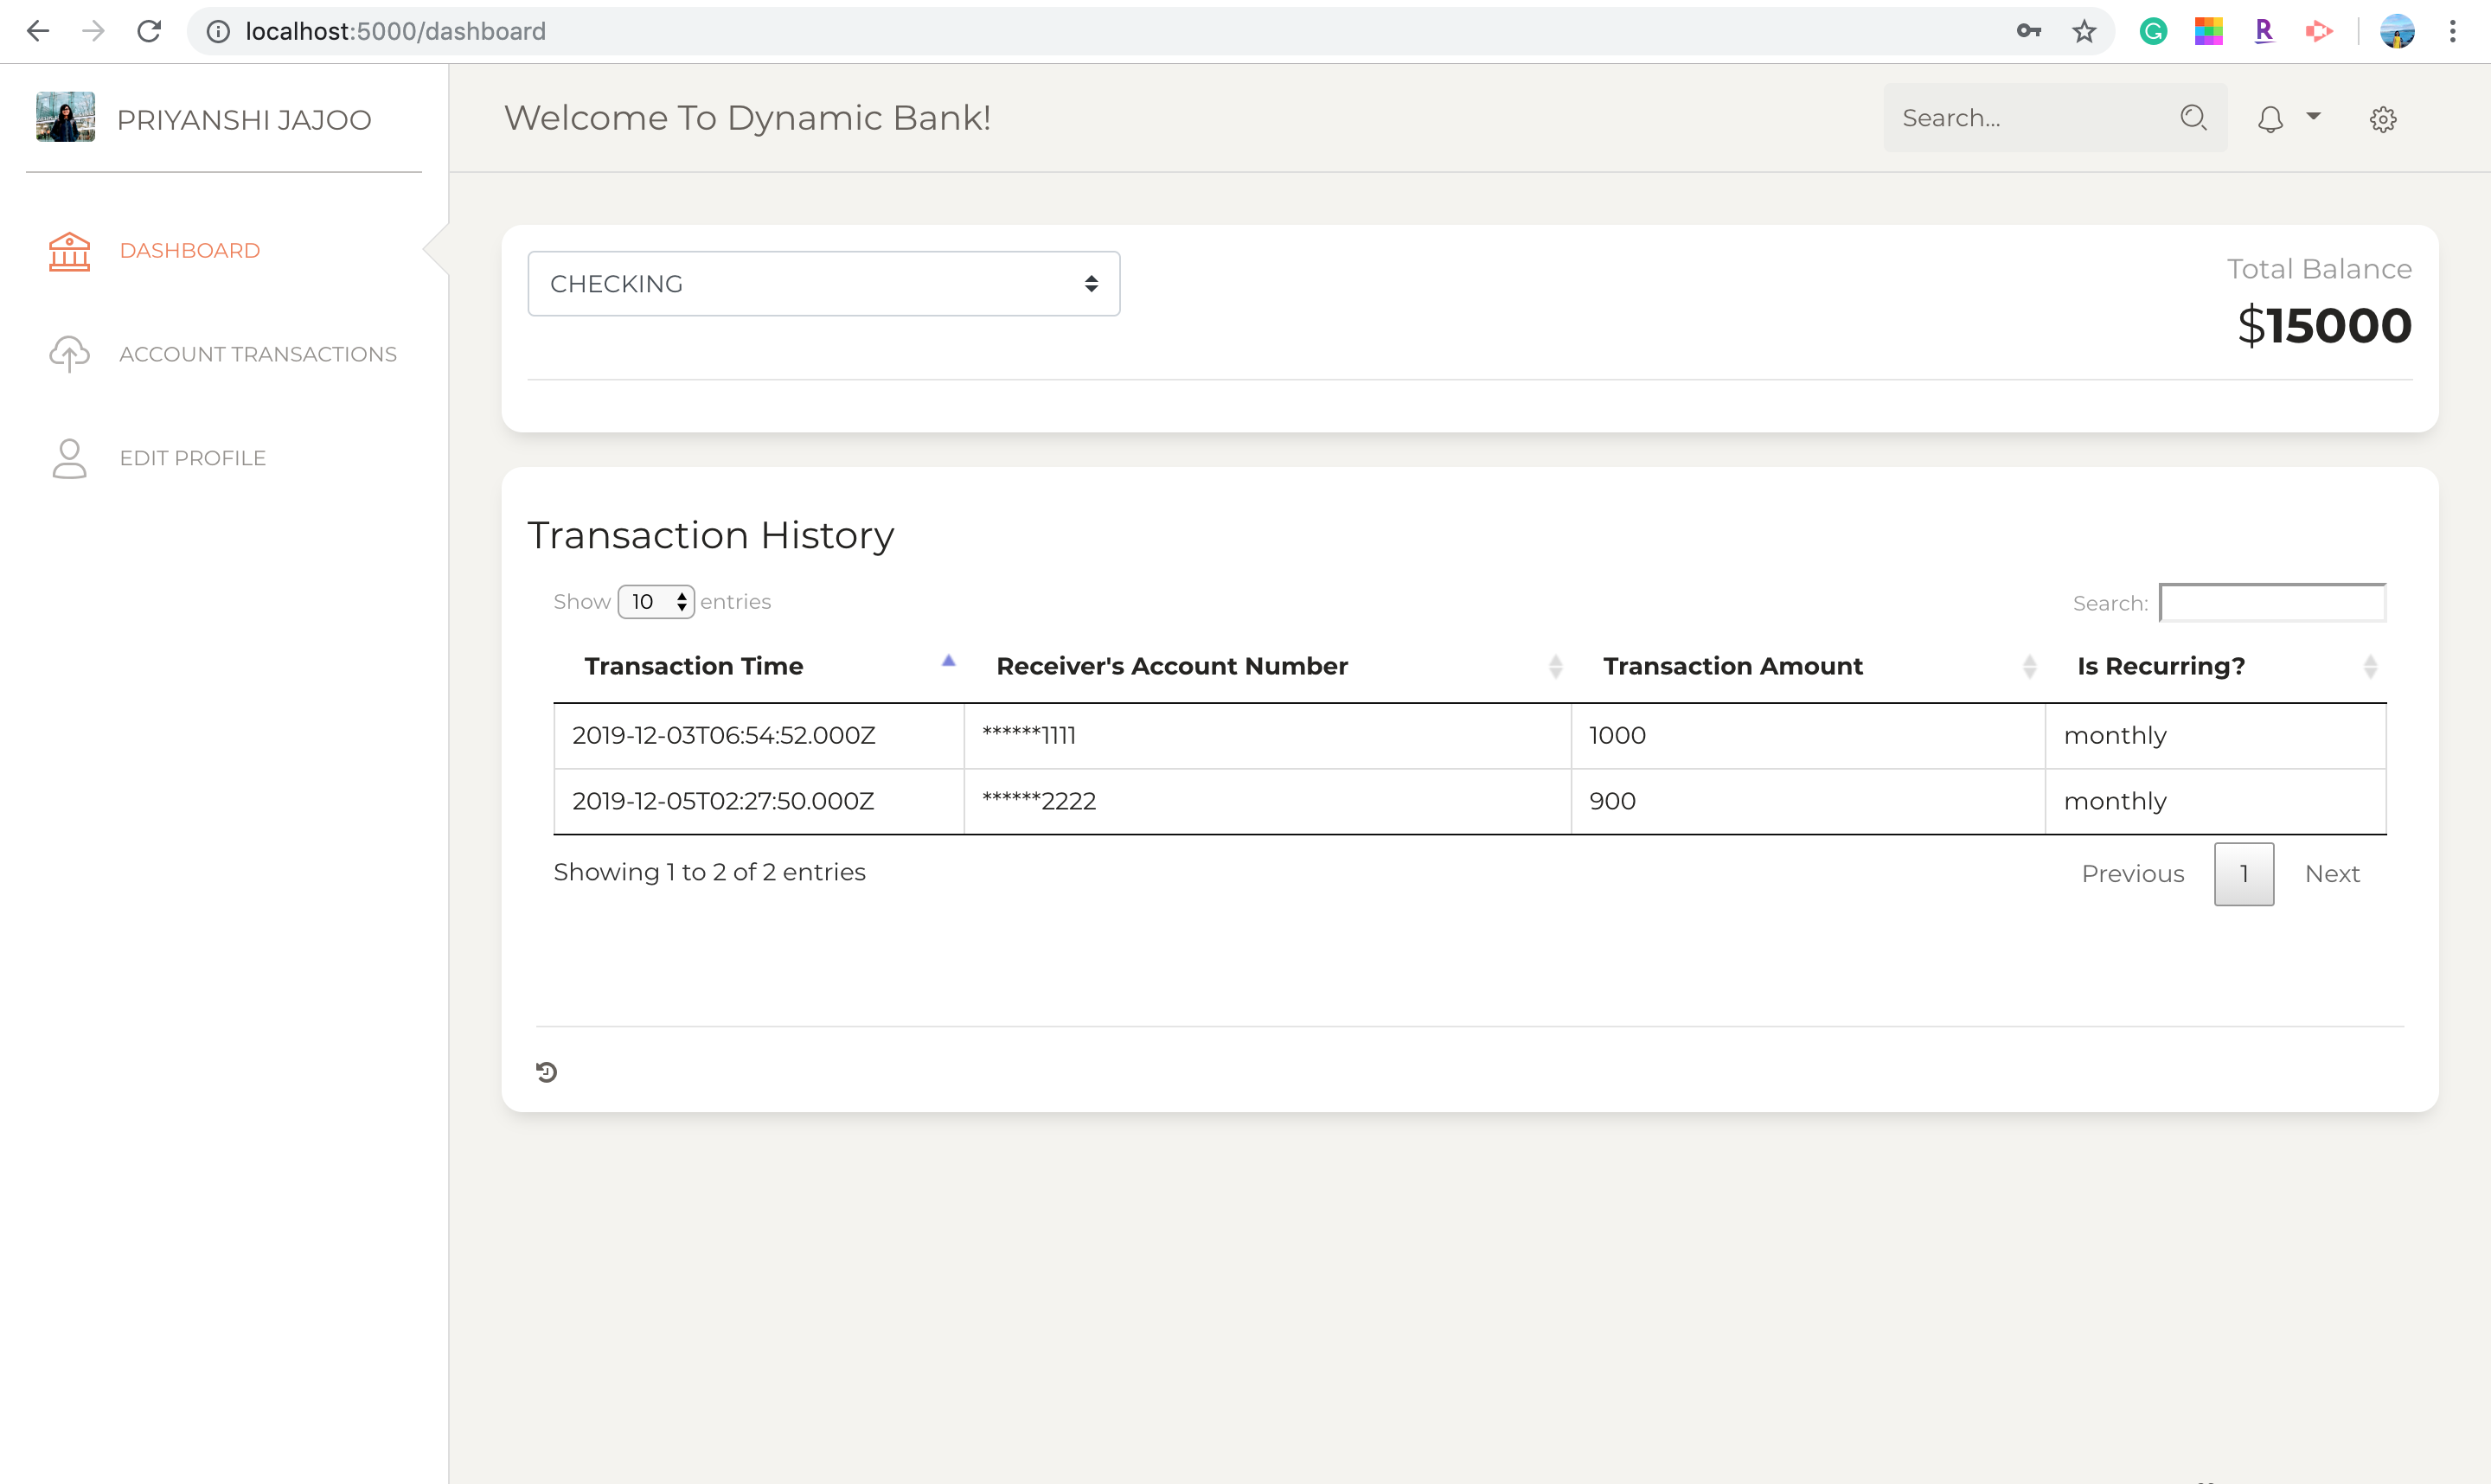 localhost:5000/dashboard
PRIYANSHI JAJOO
Welcome To Dynamic Bank!
Search...
DASHBOARD
ACCOUNT TRANSACTIONS
EDIT PROFILE
CHECKING
Total Balance
$15000
Transaction History
Show 10 entries
Search:
Transaction Time Receiver's Account Number Transaction Amount Is Recurring?
2019-12-03T06:54:52.000Z ******1111 1000 monthly
2019-12-05T02:27:50.000Z ******2222 900 monthly
Showing 1 to 2 of 2 entries
Previous 1 Next